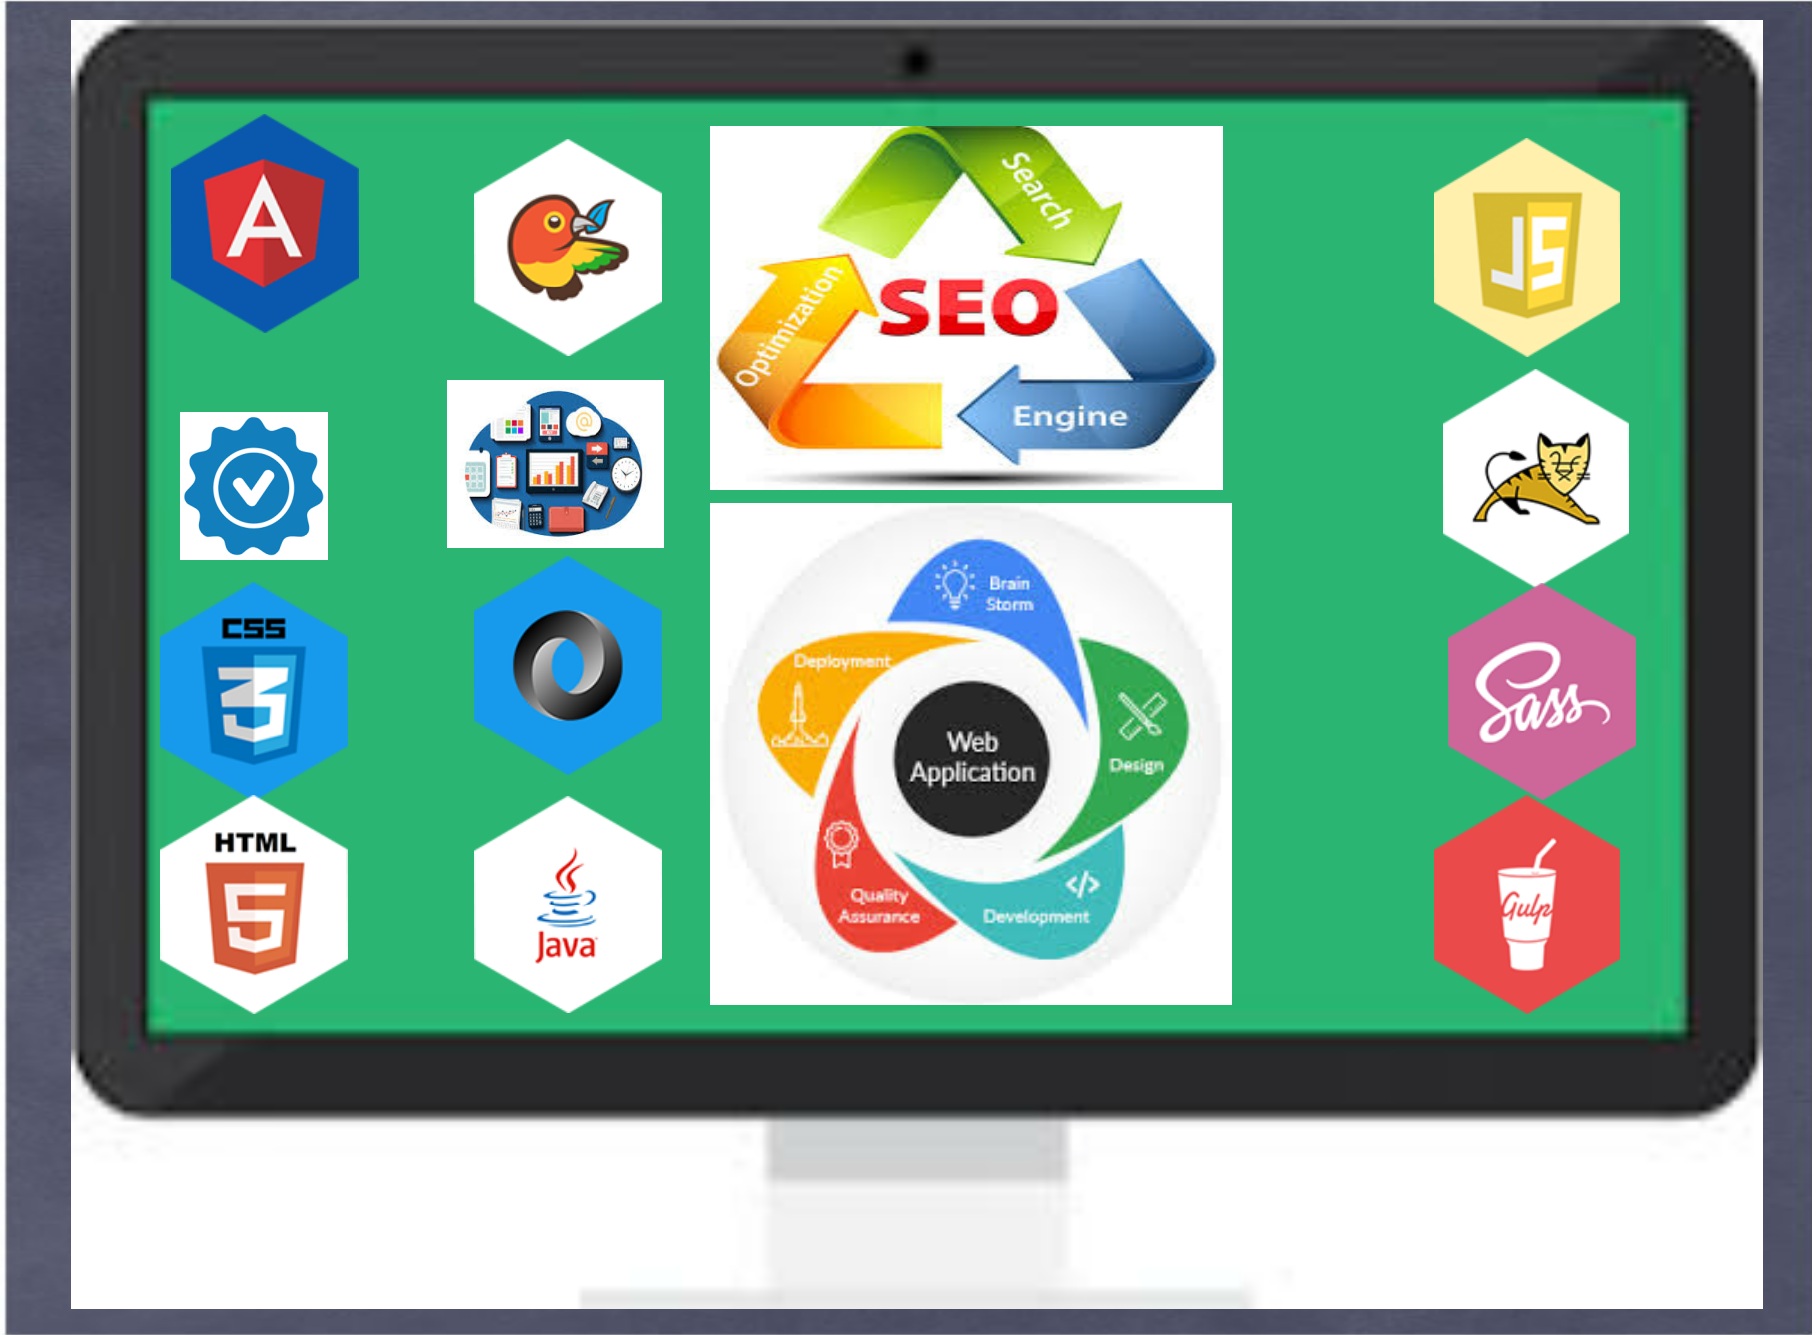 A
Search
Optimization
SEO
Engine
JS
@
CSS
3
Brain
Storm
Deployment
Web
Application
Design
Sass
HTML
5
Quality
Assurance
</>
Development
Java
Gulp